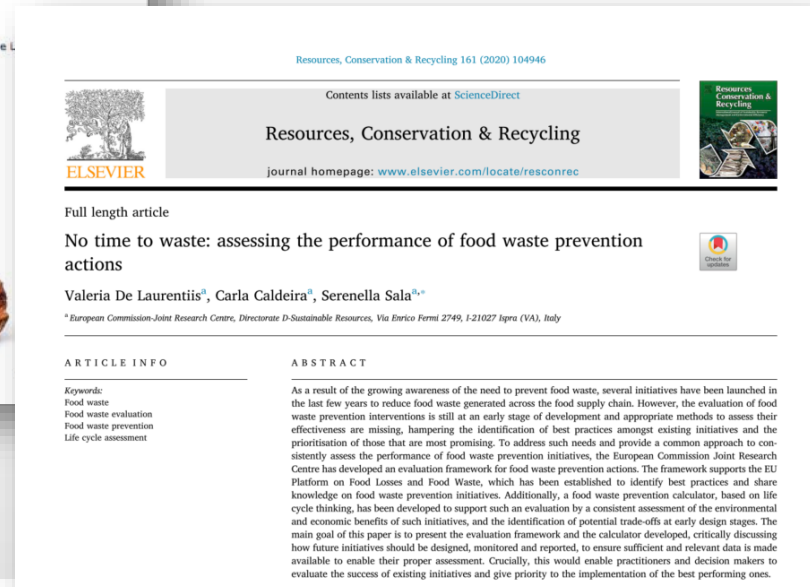 Resources, Conservation & Recycling 161 (2020) 104946
Contents lists available at ScienceDirect
Resources, Conservation & Recycling
journal homepage: www.elsevier.com/locate/resconrec
ELSEVIER
Resources
Conservation &
Recycling
Full length article
No time to waste: assessing the performance of food waste prevention
actions
Check for
updates
Valeria De Laurentiisᵃ, Carla Caldeiraᵃ, Serenella Salaᵃ,*
ᵃ European Commission-Joint Research Centre, Directorate D-Sustainable Resources, Via Enrico Fermi 2749, I-21027 Ispra (VA), Italy
ARTICLE INFO
Keywords:
Food waste
Food waste evaluation
Food waste prevention
Life cycle assessment
ABSTRACT
As a result of the growing awareness of the need to prevent food waste, several initiatives have been launched in
the last few years to reduce food waste generated across the food supply chain. However, the evaluation of food
waste prevention interventions is still at an early stage of development and appropriate methods to assess their
effectiveness are missing, hampering the identification of best practices amongst existing initiatives and the
prioritisation of those that are most promising. To address such needs and provide a common approach to con-
sistently assess the performance of food waste prevention initiatives, the European Commission Joint Research
Centre has developed an evaluation framework for food waste prevention actions. The framework supports the EU
Platform on Food Losses and Food Waste, which has been established to identify best practices and share
knowledge on food waste prevention initiatives. Additionally, a food waste prevention calculator, based on life
cycle thinking, has been developed to support such an evaluation by a consistent assessment of the environmental
and economic benefits of such initiatives, and the identification of potential trade-offs at early design stages. The
main goal of this paper is to present the evaluation framework and the calculator developed, critically discussing
how future initiatives should be designed, monitored and reported, to ensure sufficient and relevant data is made
available to enable their proper assessment. Crucially, this would enable practitioners and decision makers to
evaluate the success of existing initiatives and give priority to the implementation of the best performing ones.